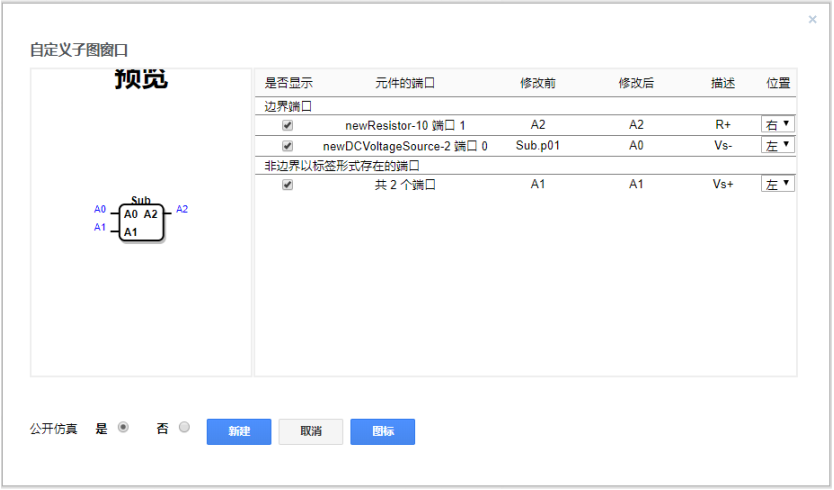 ×
自定义子图窗口
预览
是否显示 元件的端口 修改前 修改后 描述 位置
边界端口
newResistor-10 端口 1 A2 A2 R+ 右
newDCVoltageSource-2 端口 0 Sub.p01 A0 Vs- 左
非边界以标签形式存在的端口
共 2 个端口 A1 A1 Vs+ 左
Sub
A0 A0 A2 A2
A1 A1
公开仿真 是 否 新建 取消 图标